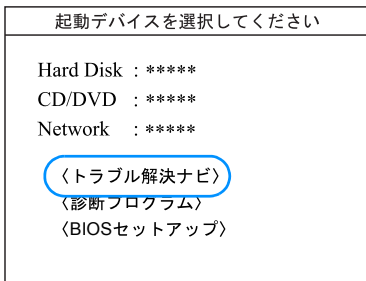 起動デバイスを選択してください
Hard Disk : *****
CD/DVD : *****
Network : *****
〈トラブル解決ナビ〉
〈診断プログラム〉
〈BIOSセットアップ〉